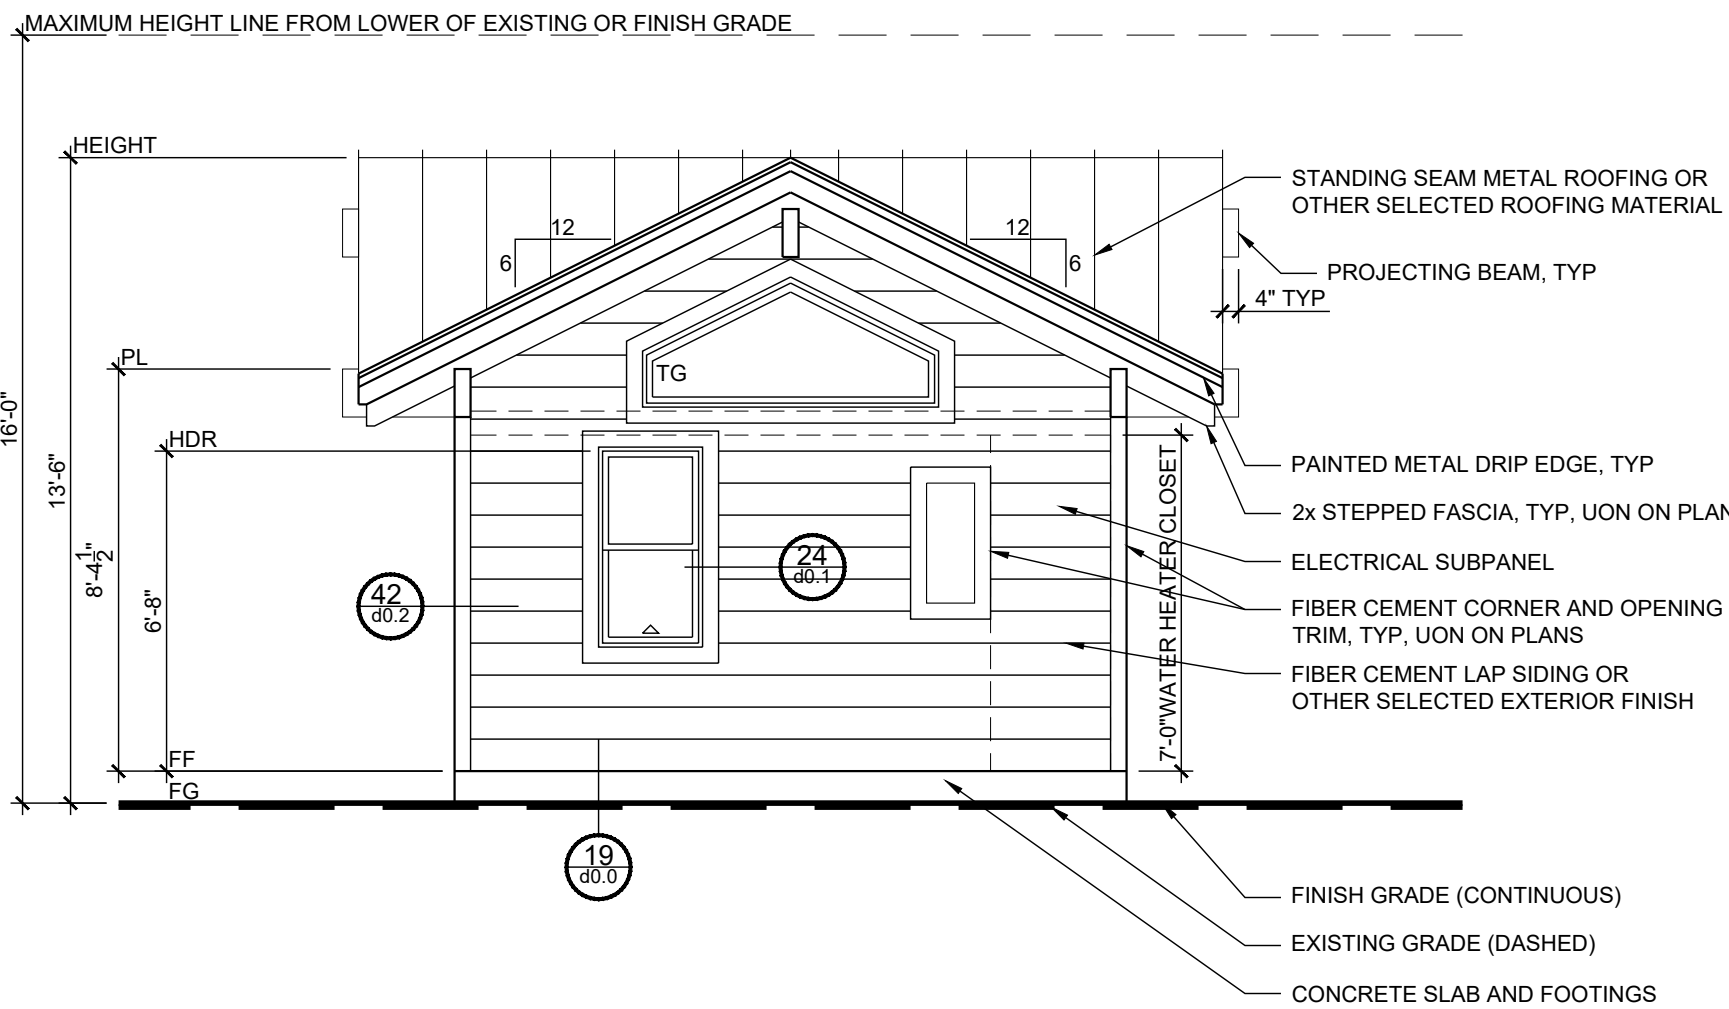 MAXIMUM HEIGHT LINE FROM LOWER OF EXISTING OR FINISH GRADE
HEIGHT
STANDING SEAM METAL ROOFING OR
OTHER SELECTED ROOFING MATERIAL
12
12
6
6
PROJECTING BEAM, TYP
4" TYP
PL
TG
16'-0"
13'-6"
8'-4 1/2"
6'-8"
HDR
PAINTED METAL DRIP EDGE, TYP
2x STEPPED FASCIA, TYP, UON ON PLAN
ELECTRICAL SUBPANEL
24
d0.1
42
d0.2
FIBER CEMENT CORNER AND OPENING
TRIM, TYP, UON ON PLANS
7'-0"WATER HEATER CLOSET
FIBER CEMENT LAP SIDING OR
OTHER SELECTED EXTERIOR FINISH
FF
FG
19
d0.0
FINISH GRADE (CONTINUOUS)
EXISTING GRADE (DASHED)
CONCRETE SLAB AND FOOTINGS